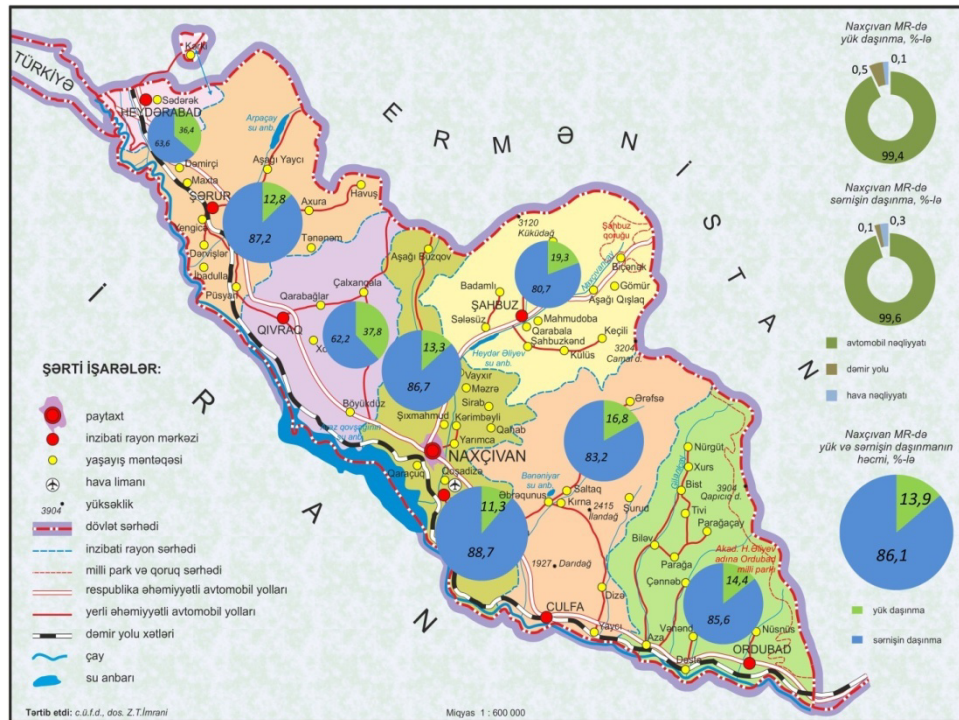 TÜRKİYƏ
E R M Ə N İ S T A N
İ R A N
Kərki
Sədərək
HEYDƏRABAD
36,4
63,6
Arpaçay
su anb.
Dəmirçi
Aşağı Yaycı
Maxta
Havuş
ŞƏRUR
12,8
87,2
Axura
Yengicə
Tənənəm
Dərvişlər
İbadulla
Püsyan
Aşağı Buzqov
Çalxanqala
Qarabağlar
QIVRAQ
62,2
37,8
Böyükdüz
3120
Küküdağ
Şahbuz
qoruğu
19,3
80,7
Naxçıvançay
Biçənək
Badamlı
Gömür
Aşağı Qışlaq
ŞAHBUZ
Sələsüz
Mahmudoba
Qarabala
Keçili
Şahbuzkənd
Külüs
3204
Heydər Əliyev
su anb.
13,3
86,7
Vayxır
Məzrə
Sirab
Şıxmahmud
Kərimbəyli
Qahab
Yarımca
NAXÇIVAN
Qaraçuq
Qoşadizə
11,3
88,7
Ərəfsə
16,8
83,2
Bənəniyar
su anb.
Əbrəqunus
Saltaq
Kırna
2415
İlandağ
Şurud
1927
Darıdağ
Dizə
CULFA
Yaycı
Nürgüt
Xurs
Bist
3904
Qapıcıq d.
Tivi
Parağaçay
Biləv
Parağa
Akad. H.Əliyev
adına Ordubad
milli parkı
Cənnəb
14,4
85,6
Vənənd
Nüsnüs
Aza
Dəstə
ORDUBAD
ŞƏRTİ İŞARƏLƏR:
paytaxt
inzibati rayon mərkəzi
yaşayış məntəqəsi
hava limanı
3904 yüksəklik
dövlət sərhədi
inzibati rayon sərhədi
milli park və qoruq sərhədi
respublika əhəmiyyətli avtomobil yolları
yerli əhəmiyyətli avtomobil yolları
dəmir yolu xətləri
çay
su anbarı
Tərtib etdi: c.ü.f.d., dos. Z.T.İmrani
Miqyas 1 : 600 000
Naxçıvan MR-də
yük daşınma, %-lə
0,5
0,1
99,4
Naxçıvan MR-də
sərnişin daşınma, %-lə
0,1
0,3
99,6
avtomobil nəqliyyatı
dəmir yolu
hava nəqliyyatı
Naxçıvan MR-də
yük və sərnişin daşınmanın
həcmi, %-lə
13,9
86,1
yük daşınma
sərnişin daşınma